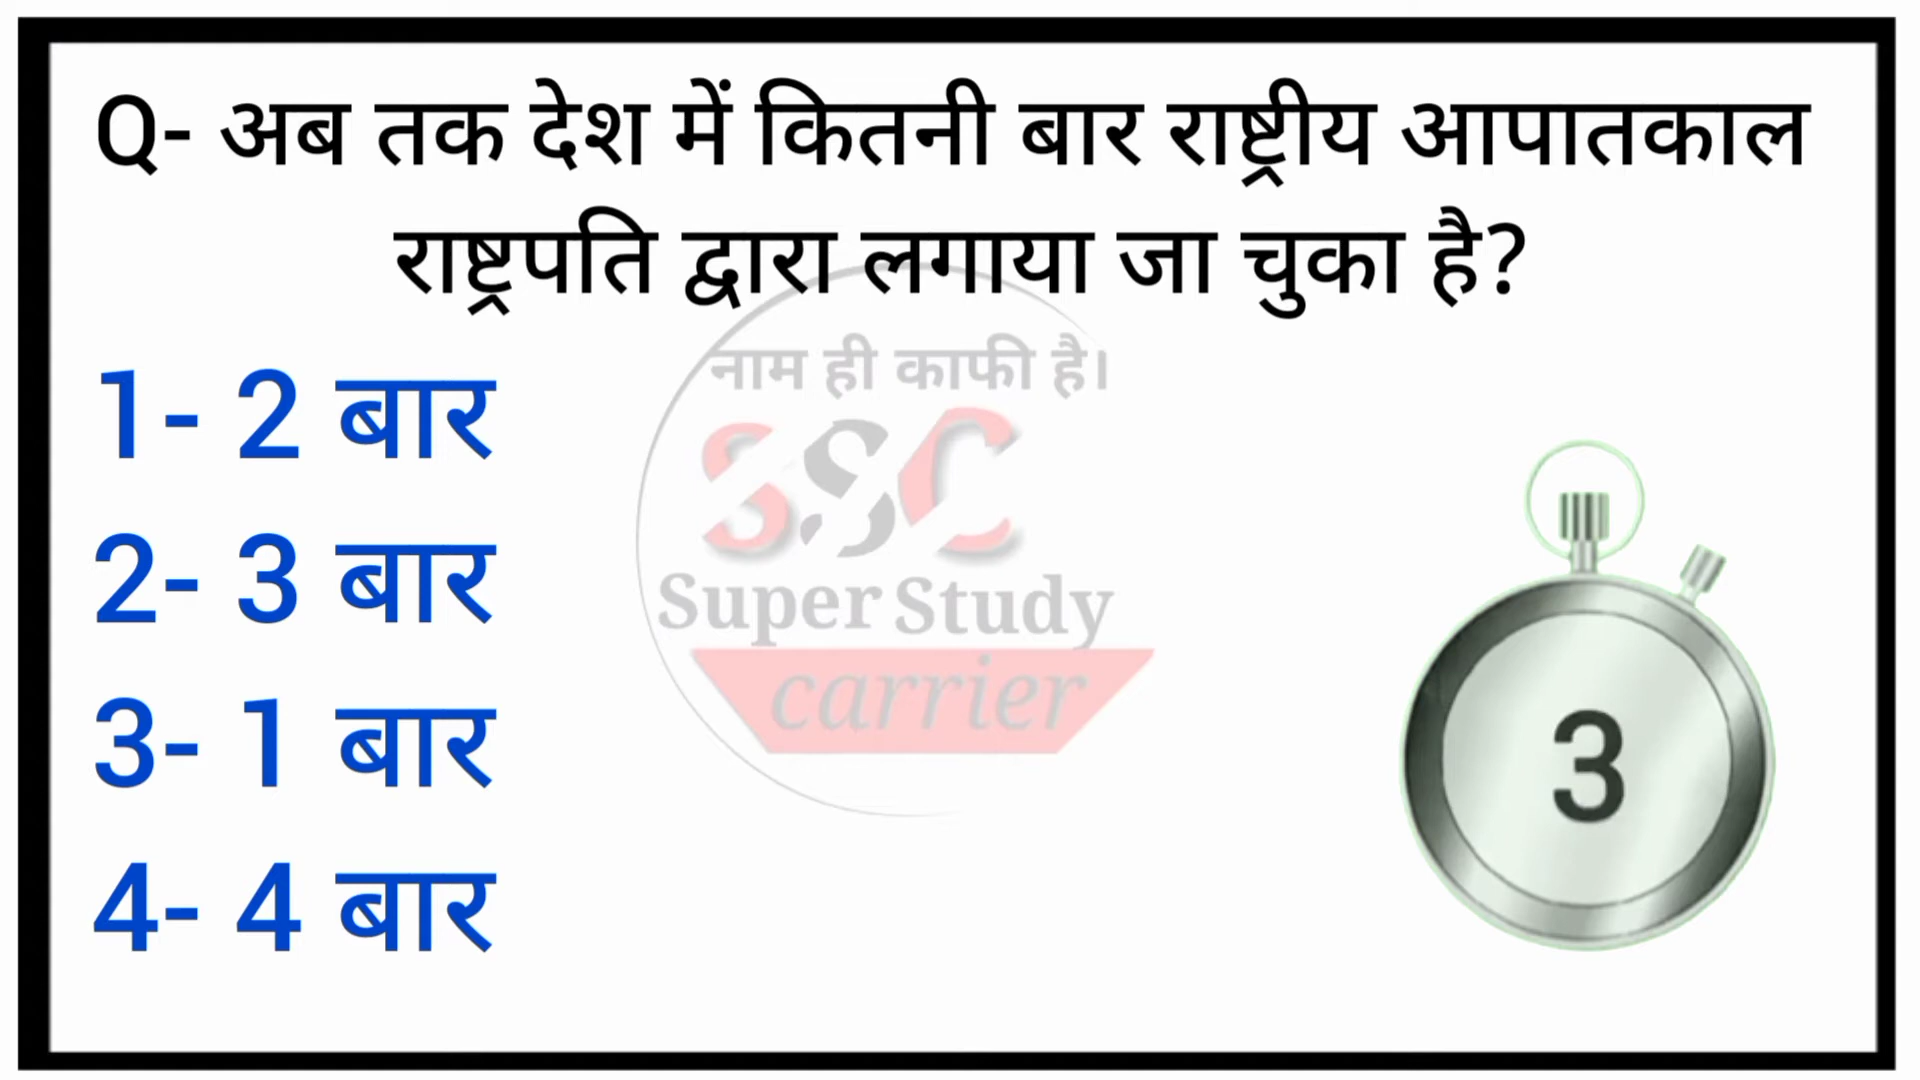 Q- अब तक देश में कितनी बार राष्ट्रीय आपातकाल
राष्ट्रपति द्वारा लगाया जा चुका है?
नाम ही काफी है।
SSC
Super Study
carrier
1- 2 बार
2- 3 बार
3- 1 बार
4- 4 बार
3